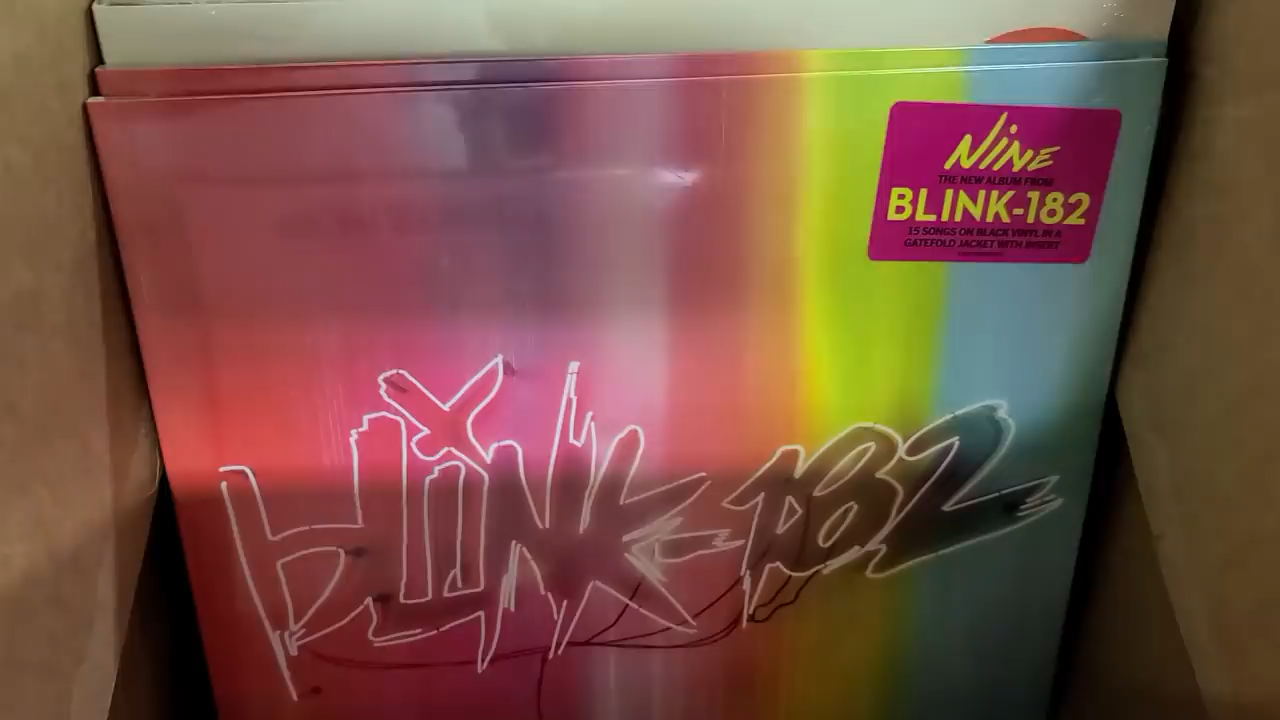 NiNE
THE NEW ALBUM FROM
BLINK-182
15 SONGS ON BLACK VINYL IN A
GATEFOLD JACKET WITH INSERT
blink-182